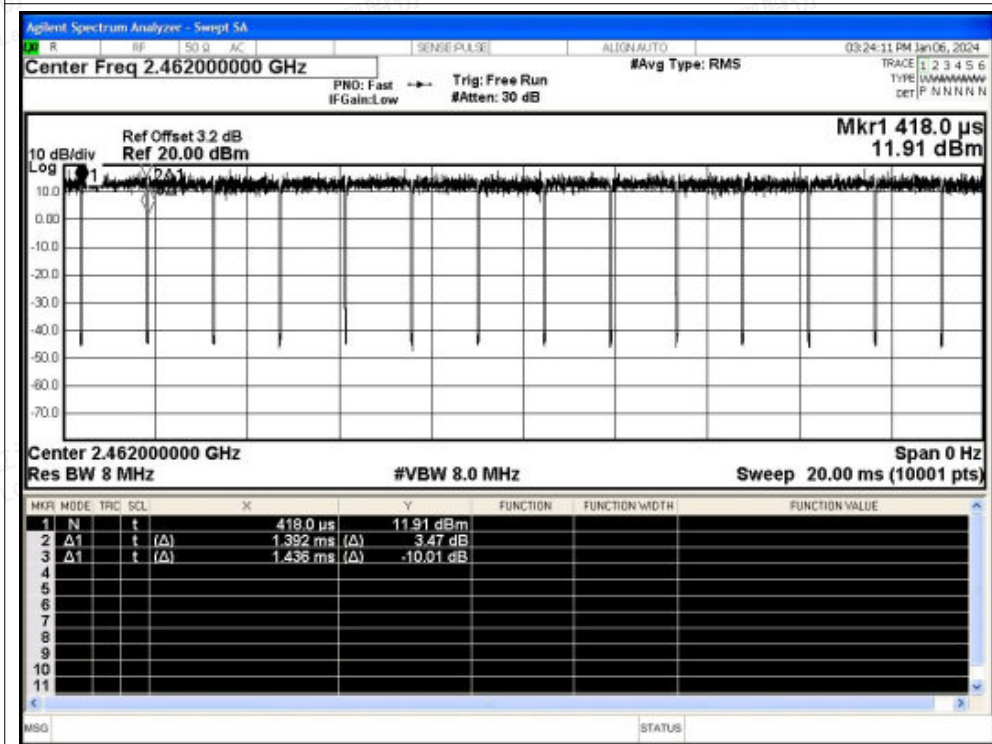 Agilent Spectrum Analyzer - Swept SA
R RF 50 Ω AC SENSE:PULSE ALIGNAUTO 03:24:11 PM Jan 06, 2024
Center Freq 2.462000000 GHz #Avg Type: RMS TRACE 1 2 3 4 5 6
PNO: Fast Trig: Free Run TYPE
IFGain:Low #Atten: 30 dB DET P N N N N N
Ref Offset 3.2 dB Mkr1 418.0 µs
10 dB/div Ref 20.00 dBm 11.91 dBm
Log
1 2Δ1
10.0
0.00
-10.0
-20.0
-30.0
-40.0
-50.0
-60.0
-70.0
Center 2.462000000 GHz Span 0 Hz
Res BW 8 MHz #VBW 8.0 MHz Sweep 20.00 ms (10001 pts)
MKR MODE TRC SCL X Y FUNCTION FUNCTION WIDTH FUNCTION VALUE
1 N t 418.0 µs 11.91 dBm
2 Δ1 t (Δ) 1.392 ms (Δ) 3.47 dB
3 Δ1 t (Δ) 1.436 ms (Δ) -10.01 dB
4
5
6
7
8
9
10
11
MSG STATUS